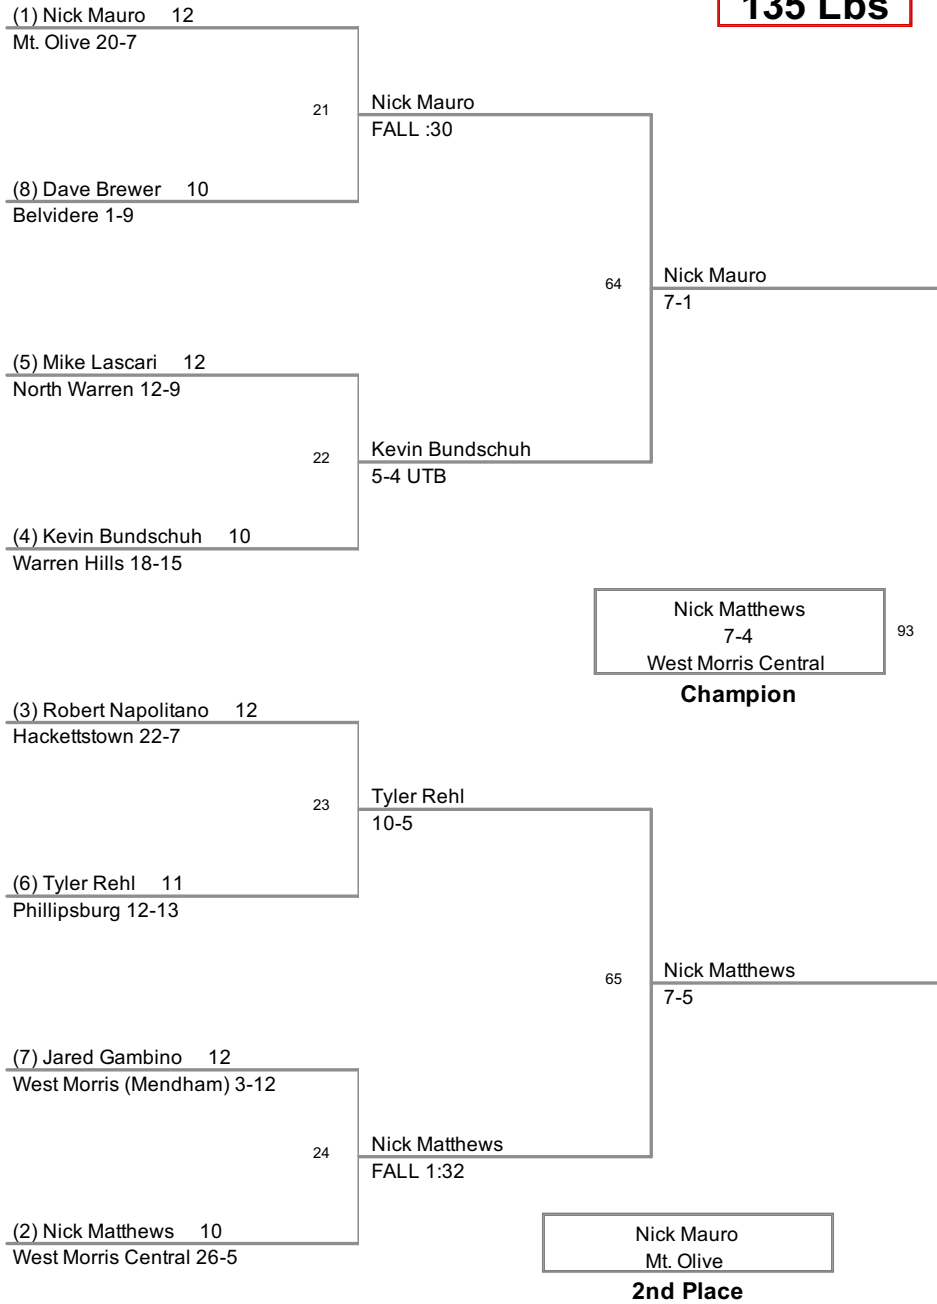 135 Lbs
(1) Nick Mauro 12
Mt. Olive 20-7
21
Nick Mauro
FALL :30
(8) Dave Brewer 10
Belvidere 1-9
64
Nick Mauro
7-1
(5) Mike Lascari 12
North Warren 12-9
22
Kevin Bundschuh
5-4 UTB
(4) Kevin Bundschuh 10
Warren Hills 18-15
Nick Matthews
7-4
West Morris Central
93
Champion
(3) Robert Napolitano 12
Hackettstown 22-7
23
Tyler Rehl
10-5
(6) Tyler Rehl 11
Phillipsburg 12-13
65
Nick Matthews
7-5
(7) Jared Gambino 12
West Morris (Mendham) 3-12
24
Nick Matthews
FALL 1:32
(2) Nick Matthews 10
West Morris Central 26-5
Nick Mauro
Mt. Olive
2nd Place